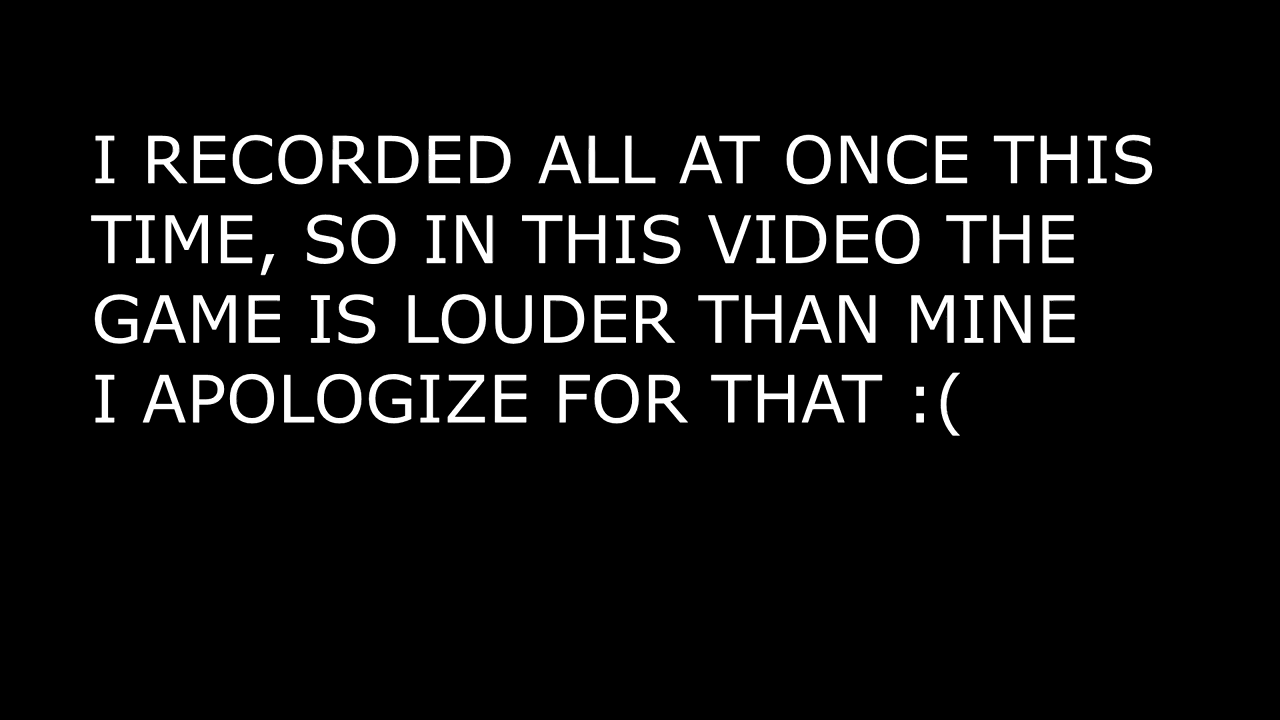 I RECORDED ALL AT ONCE THIS
TIME, SO IN THIS VIDEO THE
GAME IS LOUDER THAN MINE
I APOLOGIZE FOR THAT :(